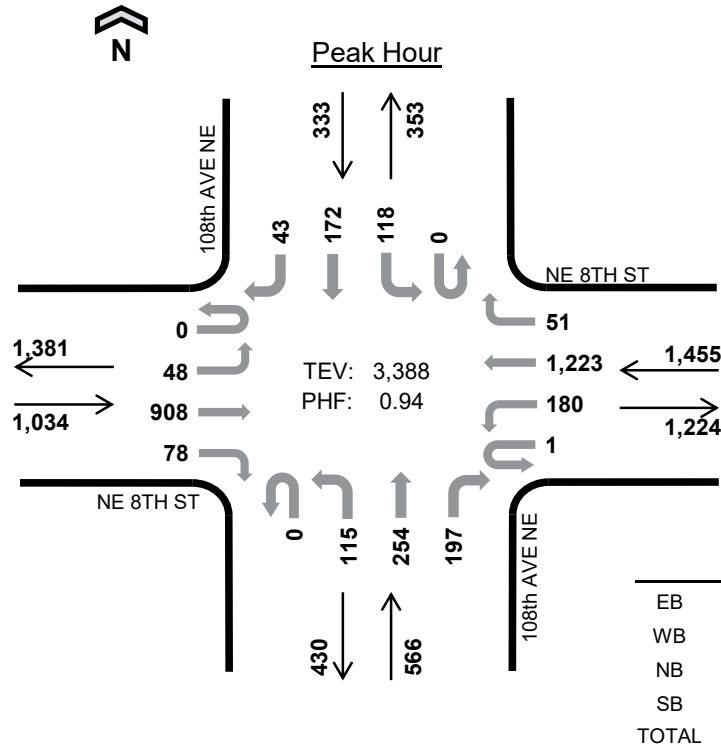 N
Peak Hour
108th AVE NE
333
353
43
172
118
0
NE 8TH ST
0
48
908
78
1,381
1,034
TEV: 3,388
PHF: 0.94
51
1,223
180
1
1,455
1,224
NE 8TH ST
0
115
254
197
108th AVE NE
430
566
EB
WB
NB
SB
TOTAL